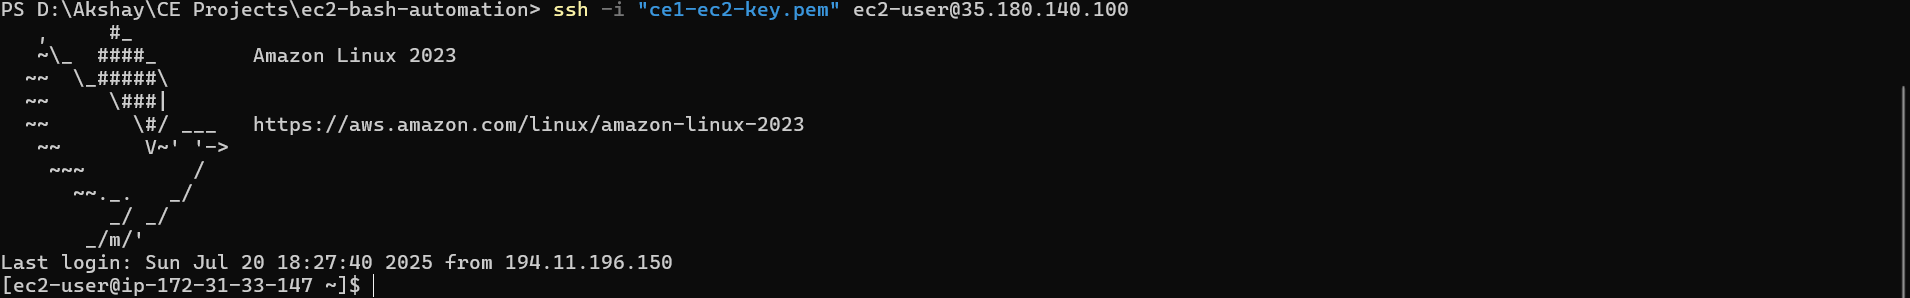 PS D:\Akshay\CE Projects\ec2-bash-automation> ssh -i "ce1-ec2-key.pem" ec2-user@35.180.140.100
   ,     #_
   ~\_  ####_        Amazon Linux 2023
  ~~  \_#####\
  ~~     \###|
  ~~       \#/ ___   https://aws.amazon.com/linux/amazon-linux-2023
   ~~       V~' '->
    ~~~         /
      ~~._.   _/
         _/ _/
       _/m/'
Last login: Sun Jul 20 18:27:40 2025 from 194.11.196.150
[ec2-user@ip-172-31-33-147 ~]$